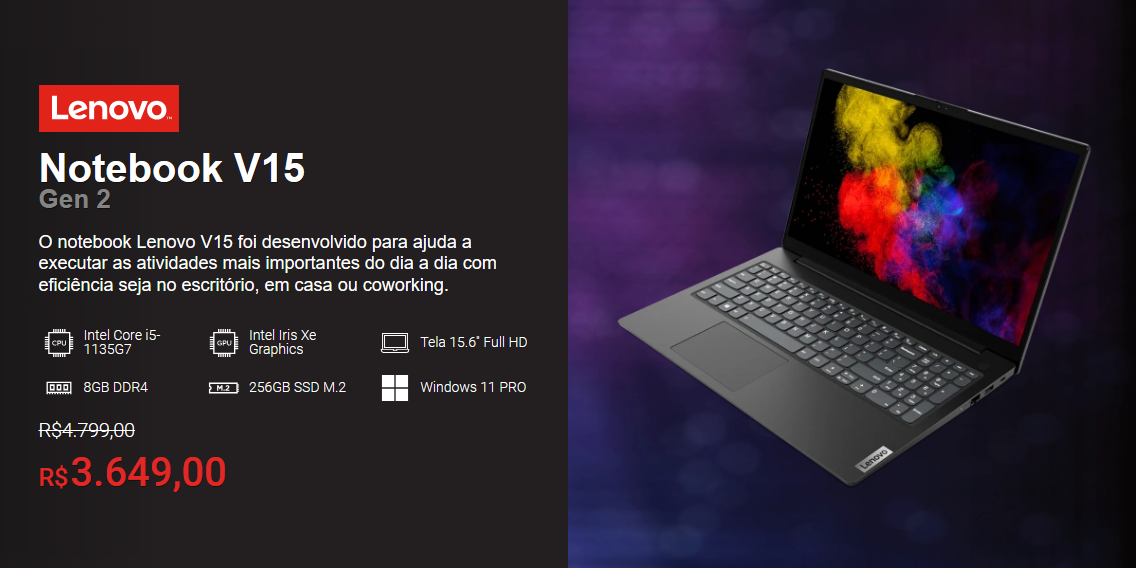 Lenovo™
Notebook V15
Gen 2
O notebook Lenovo V15 foi desenvolvido para ajuda a
executar as atividades mais importantes do dia a dia com
eficiência seja no escritório, em casa ou coworking.
CPU
Intel Core i5-
1135G7
GPU
Intel Iris Xe
Graphics
Tela 15.6" Full HD
8GB DDR4
M.2
256GB SSD M.2
Windows 11 PRO
R$4.799,00
R$3.649,00
Lenovo